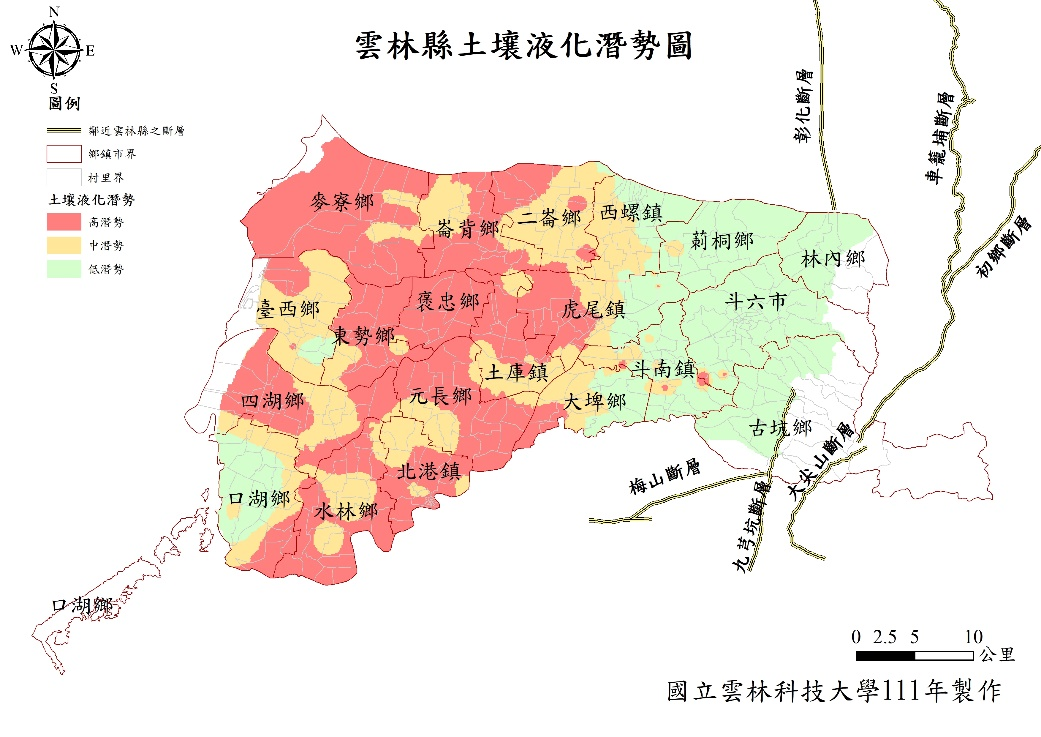 雲林縣土壤液化潛勢圖
N
W
E
S
圖例
鄰近雲林縣之斷層
鄉鎮市界
村里界
土壤液化潛勢
高潛勢
中潛勢
低潛勢
彰化斷層
車籠埔斷層
初鄉斷層
麥寮鄉
崙背鄉
二崙鄉
西螺鎮
莿桐鄉
林內鄉
臺西鄉
東勢鄉
褒忠鄉
虎尾鎮
斗六市
四湖鄉
元長鄉
土庫鎮
大埤鄉
斗南鎮
古坑鄉
口湖鄉
水林鄉
北港鎮
梅山斷層
九芎坑斷層
大尖山斷層
口湖鄉
0 2.5 5 10
公里
國立雲林科技大學111年製作